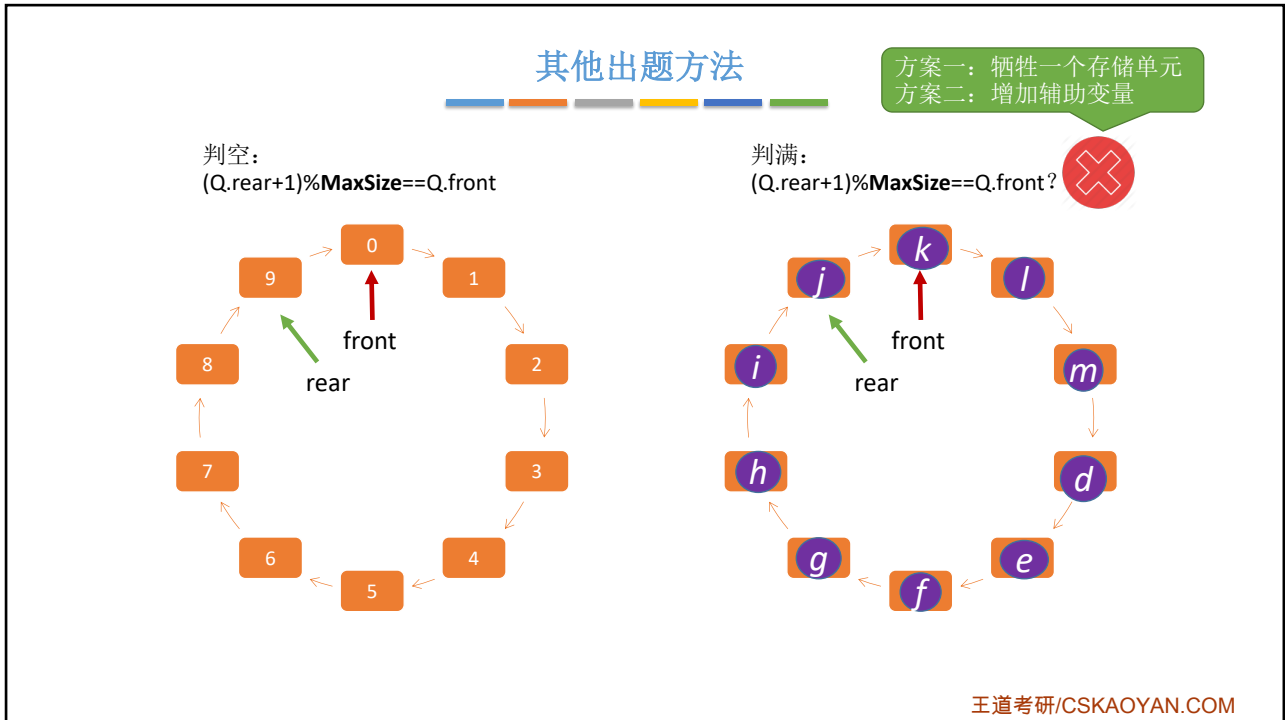 其他出题方法
方案一：牺牲一个存储单元
方案二：增加辅助变量
判空：
(Q.rear+1)%MaxSize==Q.front
0
1
2
3
4
5
6
7
8
9
front
rear
判满：
(Q.rear+1)%MaxSize==Q.front？
k
l
m
d
e
f
g
h
i
j
front
rear
王道考研/CSKAOYAN.COM